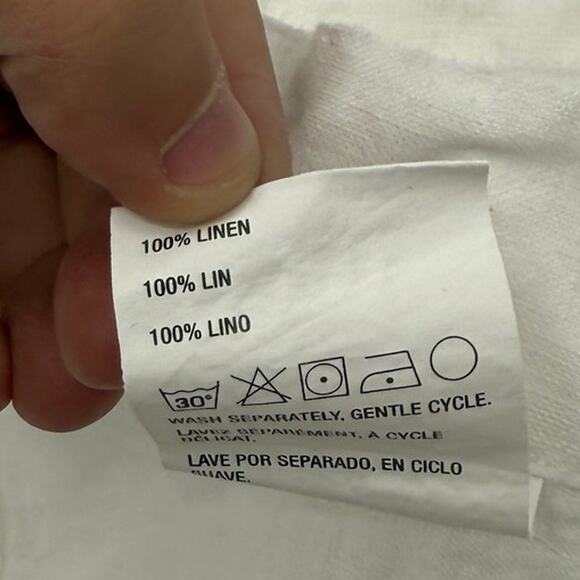 100% LINEN
100% LIN
100% LINO
30°
WASH SEPARATELY, GENTLE CYCLE.
LAVEZ SÉPARÉMENT, À CYCLE
DÉLICAT.
LAVE POR SEPARADO, EN CICLO
SUAVE.